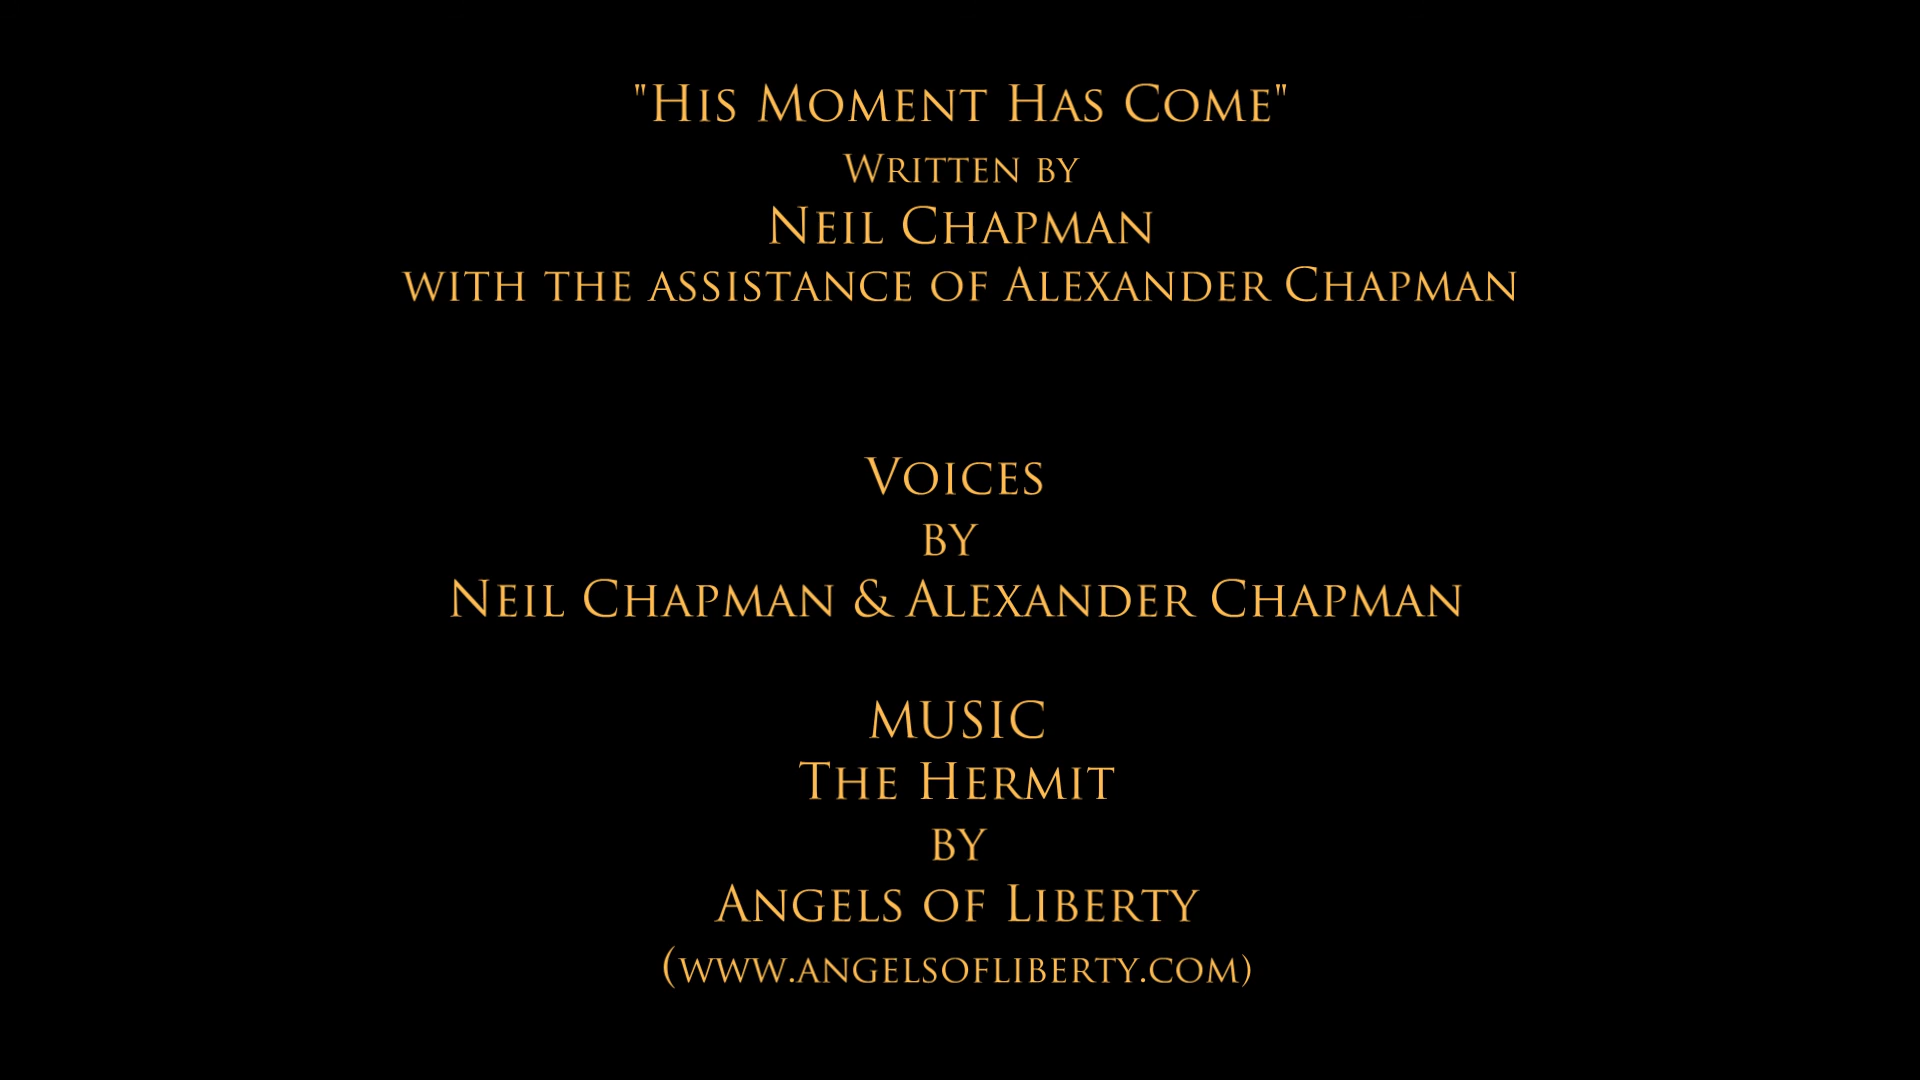 "His Moment Has Come"
Written by
Neil Chapman
with the assistance of Alexander Chapman
Voices
by
Neil Chapman & Alexander Chapman
MUSIC
The Hermit
by
Angels of Liberty
(www.angelsofliberty.com)